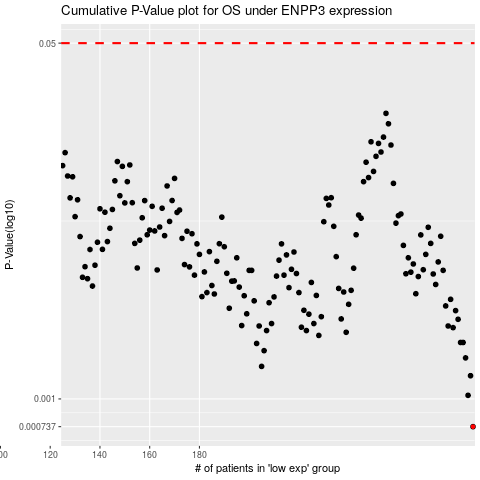 Cumulative P-Value plot for OS under ENPP3 expression
P-Value(log10)
0.05
0.001
0.000737
00 120 140 160 180
# of patients in 'low exp' group